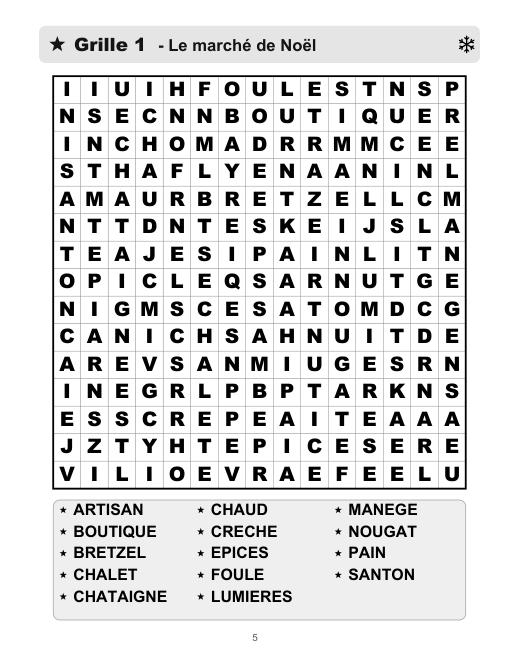 ★ Grille 1 - Le marché de Noël
I I U I H F O U L E S T N S P
N S E C N N B O U T I Q U E R
I N C H O M A D R R M M C E E
S T H A F L Y E N A A N I N L
A M A U R B R E T Z E L L C M
N T T D N T E S K E I J S L A
T E A J E S I P A I N L I T N
O P I C L E Q S A R N U T G E
N I G M S C E S A T O M D C G
C A N I C H S A H N U I T D E
A R E V S A N M I U G E S R N
I N E G R L P B P T A R K N S
E S S C R E P E A I T E A A A
J Z T Y H T E P I C E S E R E
V I L I O E V R A E F E E L U
★ ARTISAN ★ CHAUD ★ MANEGE
★ BOUTIQUE ★ CRECHE ★ NOUGAT
★ BRETZEL ★ EPICES ★ PAIN
★ CHALET ★ FOULE ★ SANTON
★ CHATAIGNE ★ LUMIERES
5